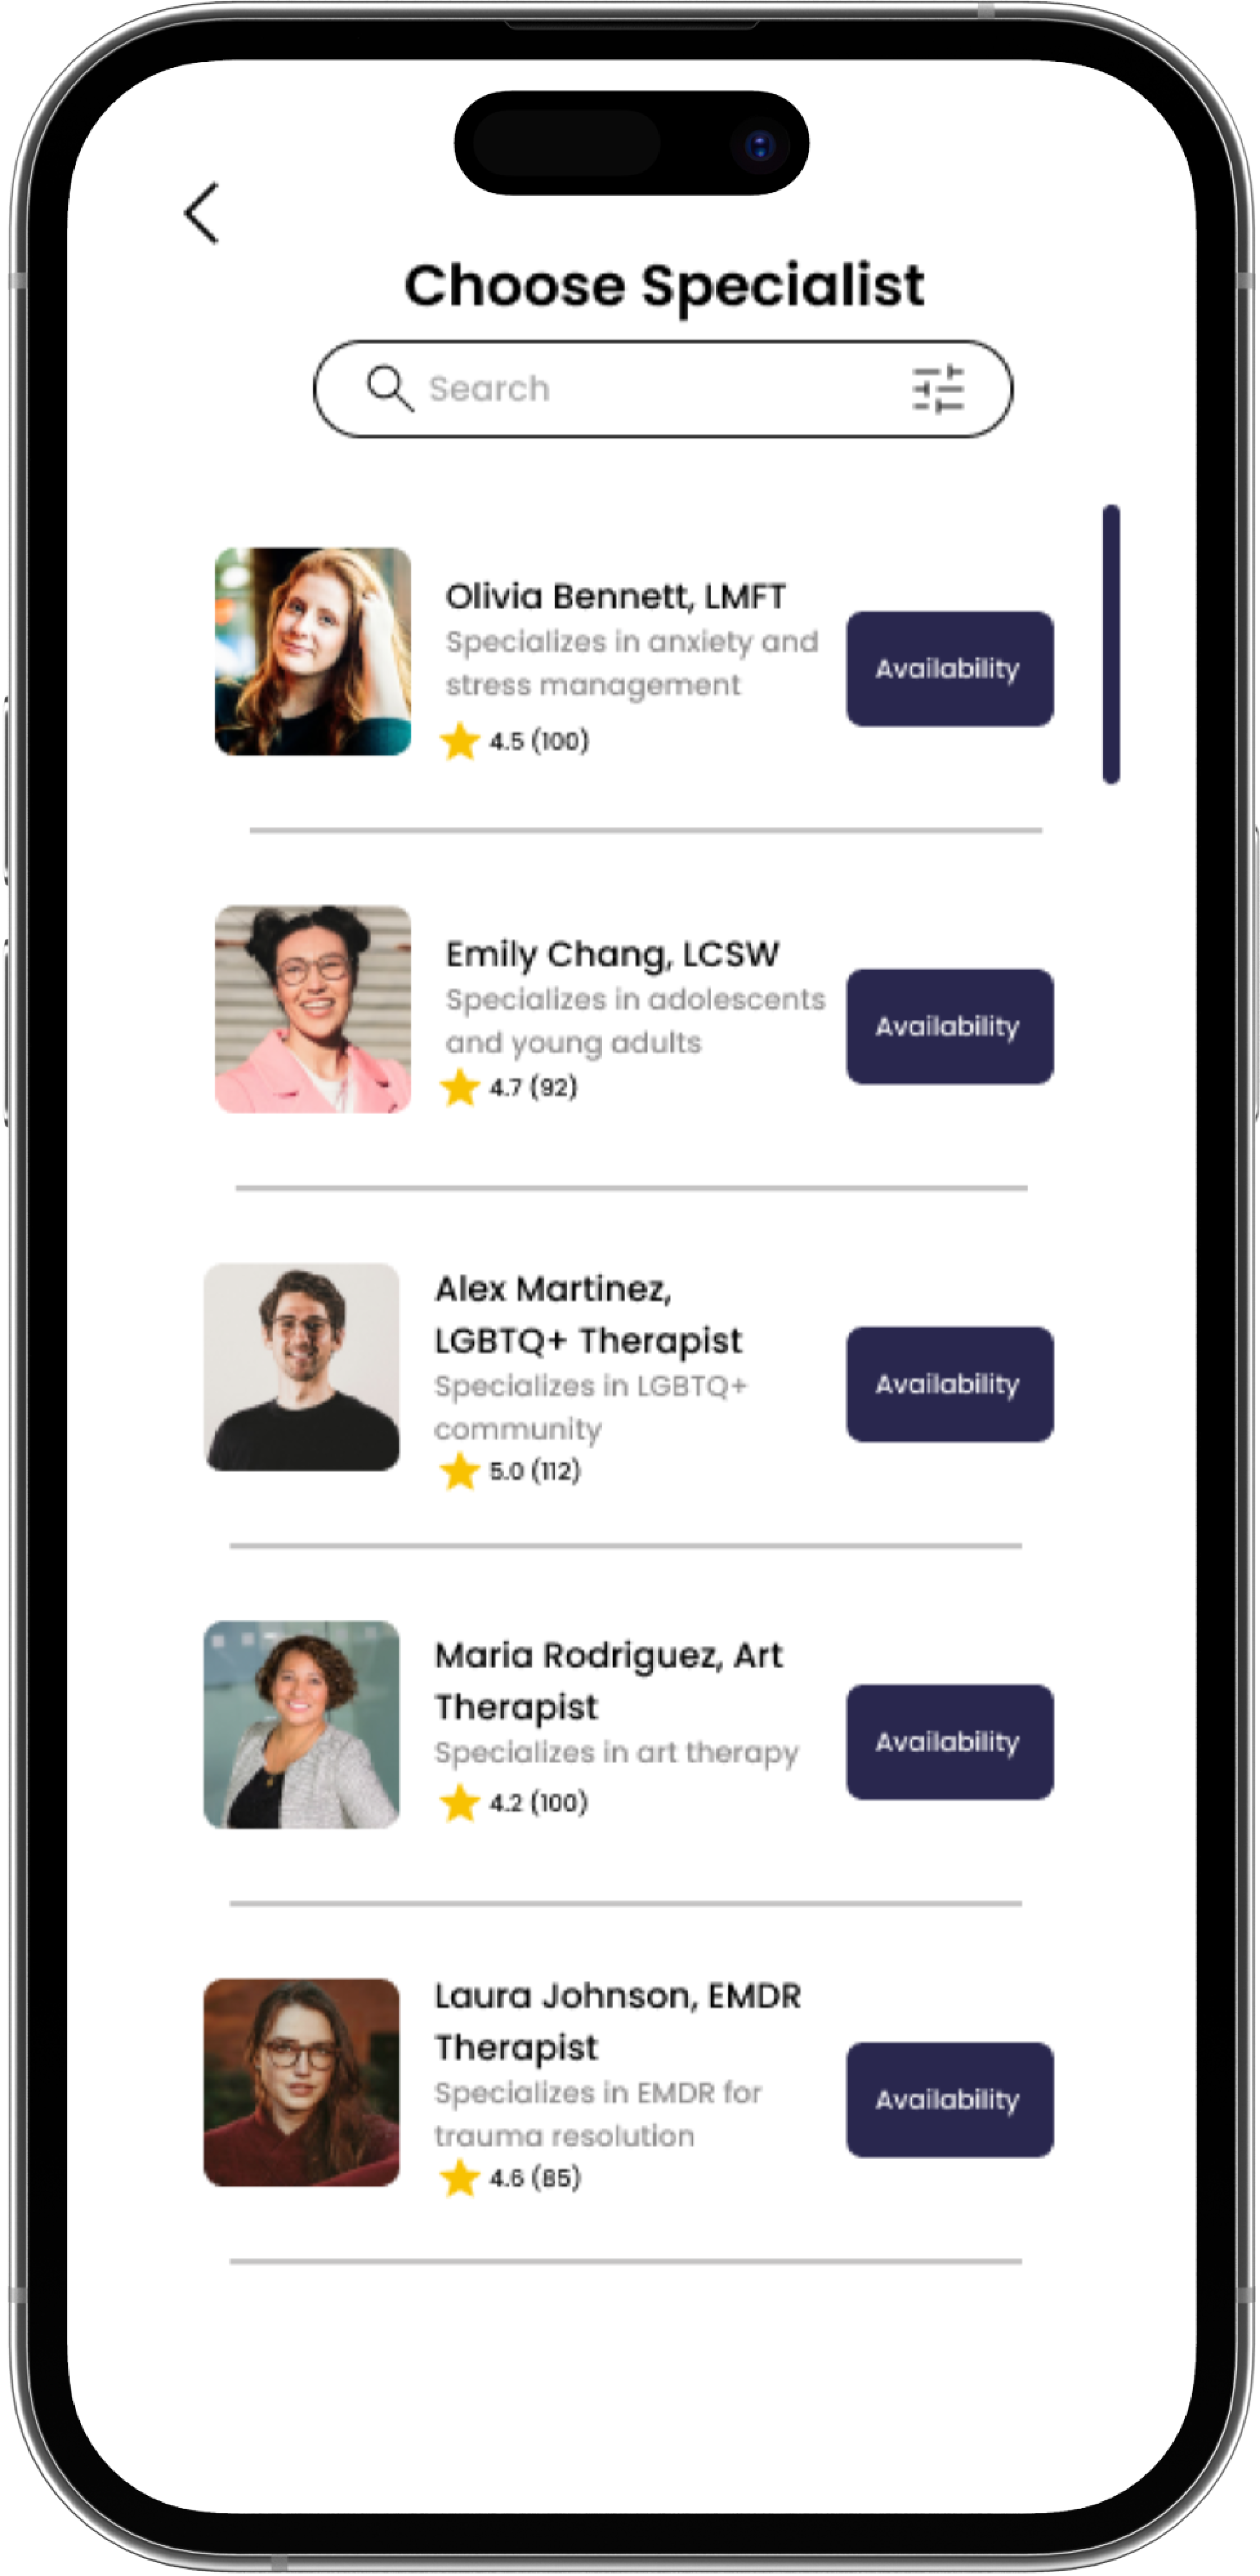 Choose Specialist
Search
Olivia Bennett, LMFT
Specializes in anxiety and
stress management
4.5 (100)
Availability
Emily Chang, LCSW
Specializes in adolescents
and young adults
4.7 (92)
Availability
Alex Martinez,
LGBTQ+ Therapist
Specializes in LGBTQ+
community
5.0 (112)
Availability
Maria Rodriguez, Art
Therapist
Specializes in art therapy
4.2 (100)
Availability
Laura Johnson, EMDR
Therapist
Specializes in EMDR for
trauma resolution
4.6 (85)
Availability